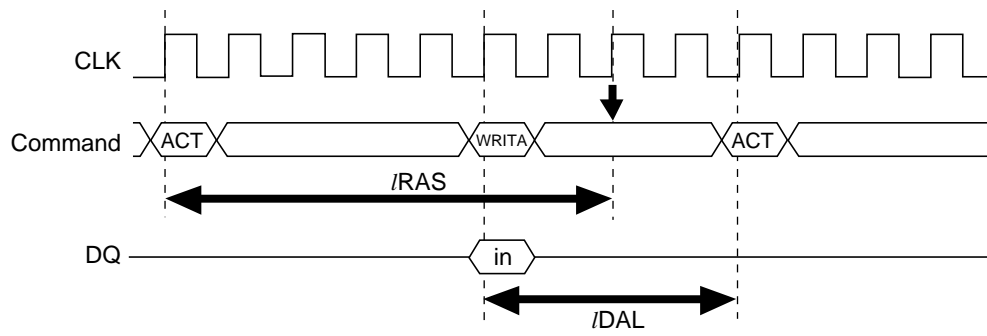 CLK
Command ACT WRITA ACT
lRAS
DQ in
lDAL